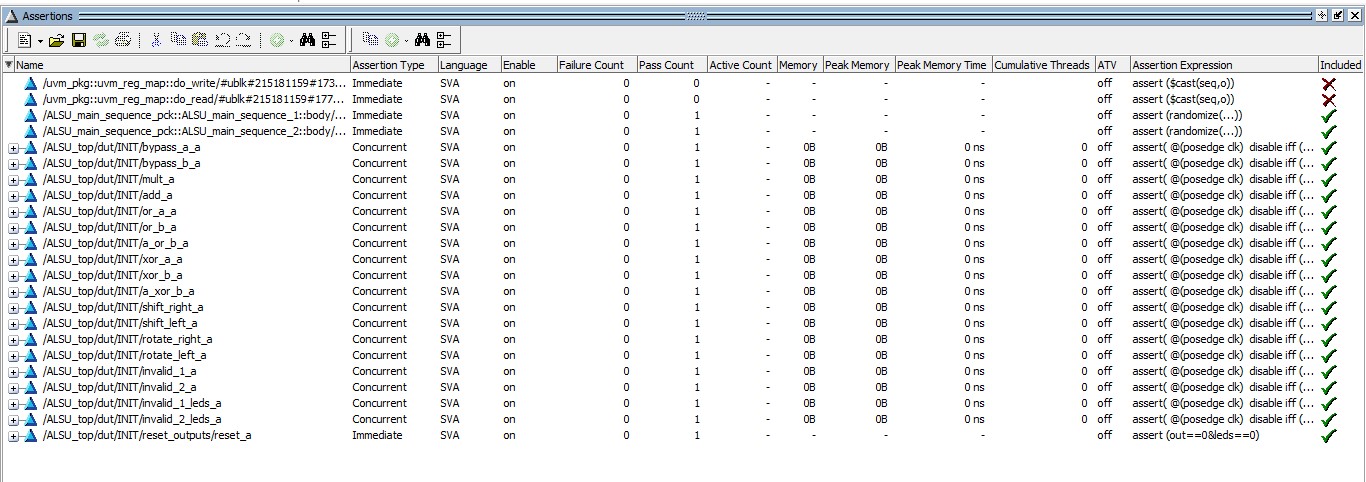 Assertions
Name Assertion Type Language Enable Failure Count Pass Count Active Count Memory Peak Memory Peak Memory Time Cumulative Threads ATV Assertion Expression Included
/uvm_pkg::uvm_reg_map::do_write/#ublk#215181159#173... Immediate SVA on 0 0 - - - - off assert ($cast(seq,o))
/uvm_pkg::uvm_reg_map::do_read/#ublk#215181159#177... Immediate SVA on 0 0 - - - - off assert ($cast(seq,o))
/ALSU_main_sequence_pck::ALSU_main_sequence_1::body/... Immediate SVA on 0 1 - - - - off assert (randomize(...))
/ALSU_main_sequence_pck::ALSU_main_sequence_2::body/... Immediate SVA on 0 1 - - - - off assert (randomize(...))
/ALSU_top/dut/INIT/bypass_a_a Concurrent SVA on 0 1 - 0B 0B 0 ns 0 off assert( @(posedge clk) disable iff (...
/ALSU_top/dut/INIT/bypass_b_a Concurrent SVA on 0 1 - 0B 0B 0 ns 0 off assert( @(posedge clk) disable iff (...
/ALSU_top/dut/INIT/mult_a Concurrent SVA on 0 1 - 0B 0B 0 ns 0 off assert( @(posedge clk) disable iff (...
/ALSU_top/dut/INIT/add_a Concurrent SVA on 0 1 - 0B 0B 0 ns 0 off assert( @(posedge clk) disable iff (...
/ALSU_top/dut/INIT/or_a_a Concurrent SVA on 0 1 - 0B 0B 0 ns 0 off assert( @(posedge clk) disable iff (...
/ALSU_top/dut/INIT/or_b_a Concurrent SVA on 0 1 - 0B 0B 0 ns 0 off assert( @(posedge clk) disable iff (...
/ALSU_top/dut/INIT/a_or_b_a Concurrent SVA on 0 1 - 0B 0B 0 ns 0 off assert( @(posedge clk) disable iff (...
/ALSU_top/dut/INIT/xor_a_a Concurrent SVA on 0 1 - 0B 0B 0 ns 0 off assert( @(posedge clk) disable iff (...
/ALSU_top/dut/INIT/xor_b_a Concurrent SVA on 0 1 - 0B 0B 0 ns 0 off assert( @(posedge clk) disable iff (...
/ALSU_top/dut/INIT/a_xor_b_a Concurrent SVA on 0 1 - 0B 0B 0 ns 0 off assert( @(posedge clk) disable iff (...
/ALSU_top/dut/INIT/shift_right_a Concurrent SVA on 0 1 - 0B 0B 0 ns 0 off assert( @(posedge clk) disable iff (...
/ALSU_top/dut/INIT/shift_left_a Concurrent SVA on 0 1 - 0B 0B 0 ns 0 off assert( @(posedge clk) disable iff (...
/ALSU_top/dut/INIT/rotate_right_a Concurrent SVA on 0 1 - 0B 0B 0 ns 0 off assert( @(posedge clk) disable iff (...
/ALSU_top/dut/INIT/rotate_left_a Concurrent SVA on 0 1 - 0B 0B 0 ns 0 off assert( @(posedge clk) disable iff (...
/ALSU_top/dut/INIT/invalid_1_a Concurrent SVA on 0 1 - 0B 0B 0 ns 0 off assert( @(posedge clk) disable iff (...
/ALSU_top/dut/INIT/invalid_2_a Concurrent SVA on 0 1 - 0B 0B 0 ns 0 off assert( @(posedge clk) disable iff (...
/ALSU_top/dut/INIT/invalid_1_leds_a Concurrent SVA on 0 1 - 0B 0B 0 ns 0 off assert( @(posedge clk) disable iff (...
/ALSU_top/dut/INIT/invalid_2_leds_a Concurrent SVA on 0 1 - 0B 0B 0 ns 0 off assert( @(posedge clk) disable iff (...
/ALSU_top/dut/INIT/reset_outputs/reset_a Immediate SVA on 0 1 - - - - off assert (out==0&leds==0)